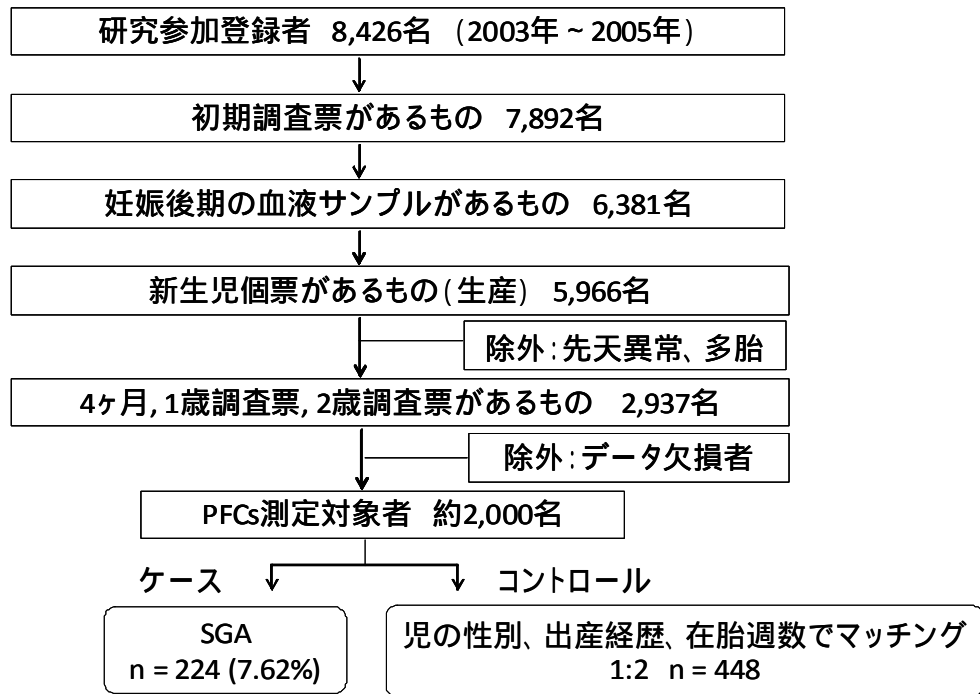 研究参加登録者 8,426名 (2003年 ~ 2005年)
初期調査票があるもの 7,892名
妊娠後期の血液サンプルがあるもの 6,381名
新生児個票があるもの(生産) 5,966名
除外:先天異常、多胎
4ヶ月, 1歳調査票, 2歳調査票があるもの 2,937名
除外:データ欠損者
PFCs測定対象者 約2,000名
ケース
コントロール
SGA
n = 224 (7.62%)
児の性別、出産経歴、在胎週数でマッチング
1:2 n = 448